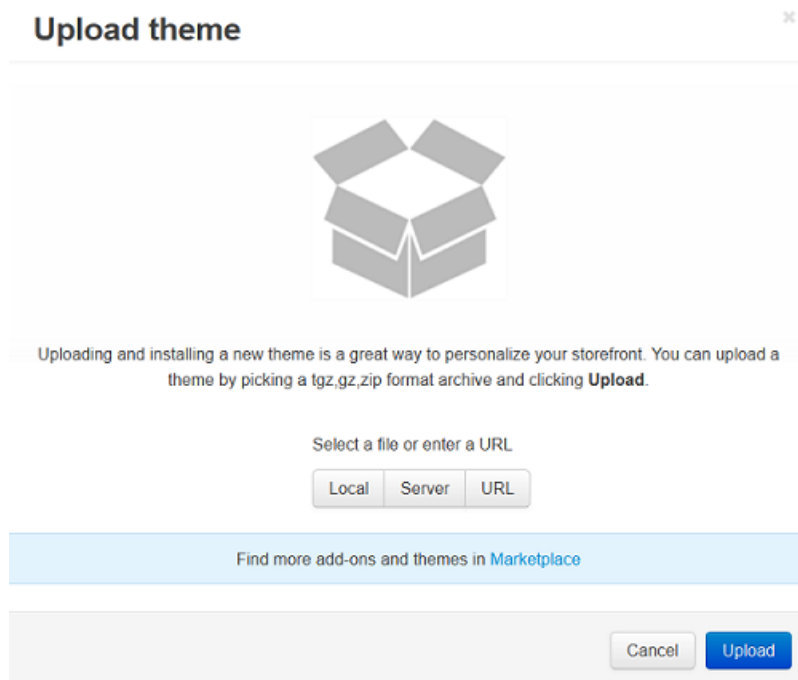 Upload theme
Uploading and installing a new theme is a great way to personalize your storefront. You can upload a
theme by picking a tgz,gz,zip format archive and clicking Upload.
Select a file or enter a URL
Local Server URL
Find more add-ons and themes in Marketplace
Cancel Upload